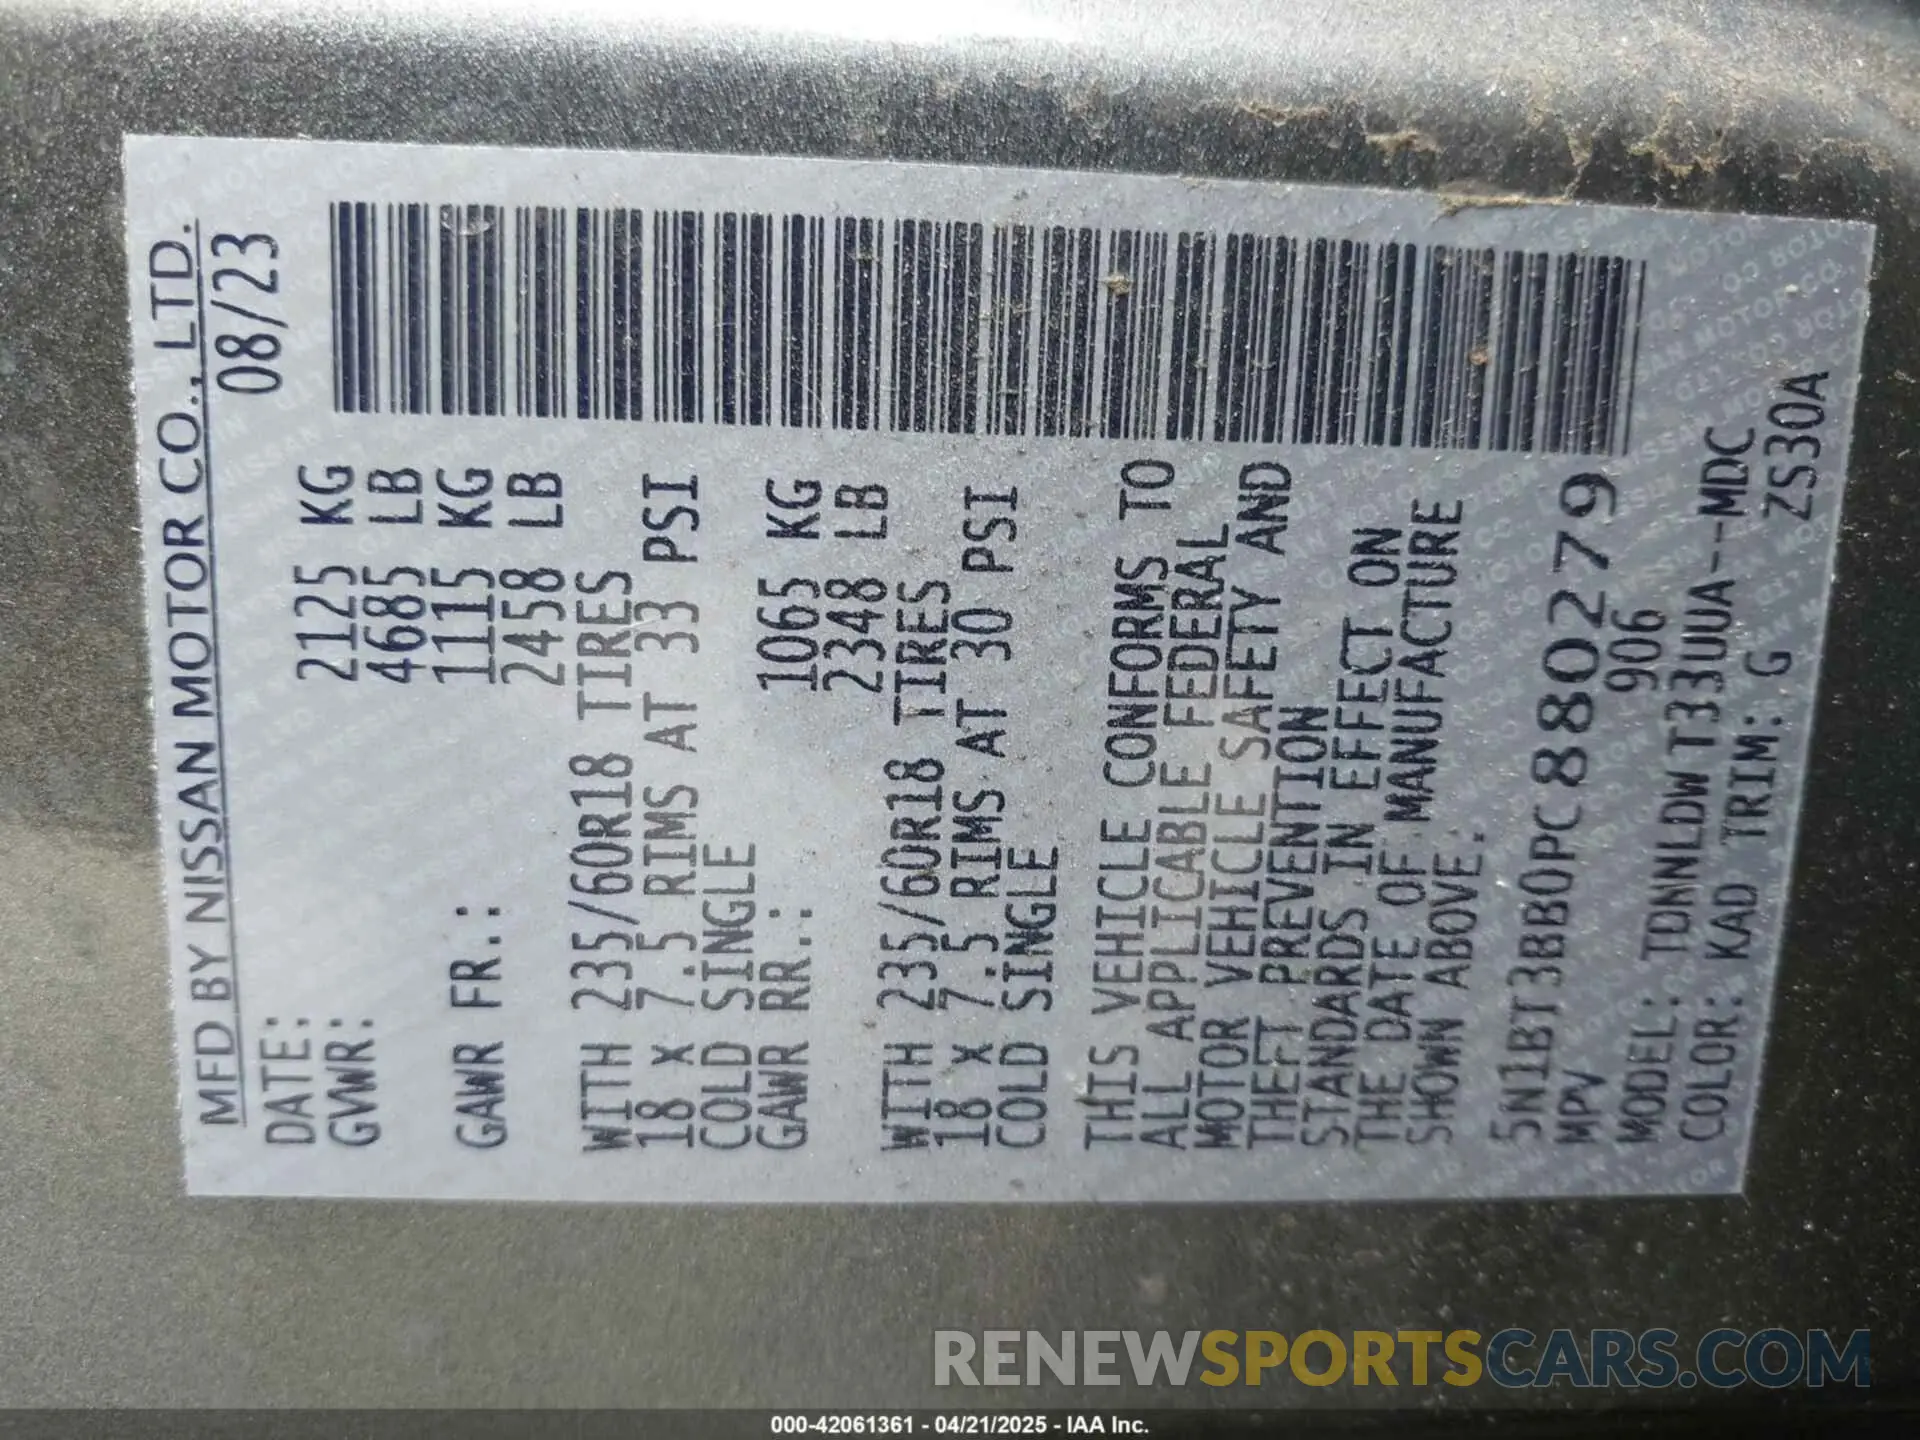 MFD BY NISSAN MOTOR CO., LTD.
DATE: 08/23
GVWR: 2125 KG
4685 LB
GAWR FR.: 1115 KG
2458 LB
WITH 235/60R18 TIRES
18 x 7.5 RIMS AT 33 PSI
COLD SINGLE
GAWR RR.: 1065 KG
2348 LB
WITH 235/60R18 TIRES
18 x 7.5 RIMS AT 30 PSI
COLD SINGLE
THIS VEHICLE CONFORMS TO
ALL APPLICABLE FEDERAL
MOTOR VEHICLE SAFETY AND
THEFT PREVENTION
STANDARDS IN EFFECT ON
THE DATE OF MANUFACTURE
SHOWN ABOVE.
5N1BT3BB0PC880279
MPV 906
MODEL: TDNNLDW T33UUA--MDC
COLOR: KAD TRIM: G ZS30A
RENEWSPORTSCARS.COM
000-42061361 - 04/21/2025 - IAA Inc.